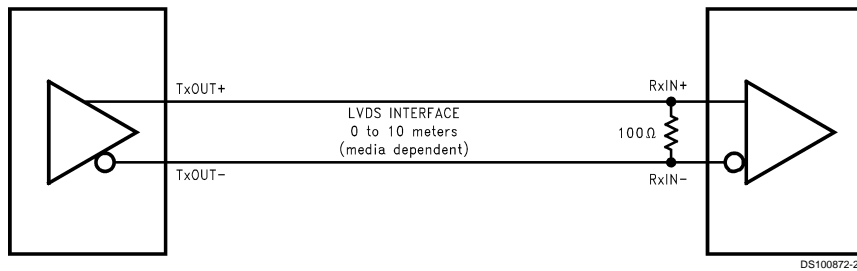 TxOUT+
RxIN+
LVDS INTERFACE
0 to 10 meters
(media dependent)
100Ω
TxOUT-
RxIN-
DS100872-2